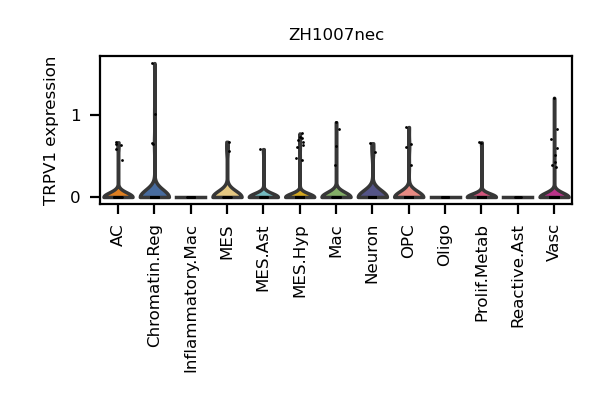 ZH1007nec
TRPV1 expression
1
0
AC
Chromatin.Reg
Inflammatory.Mac
MES
MES.Ast
MES.Hyp
Mac
Neuron
OPC
Oligo
Prolif.Metab
Reactive.Ast
Vasc